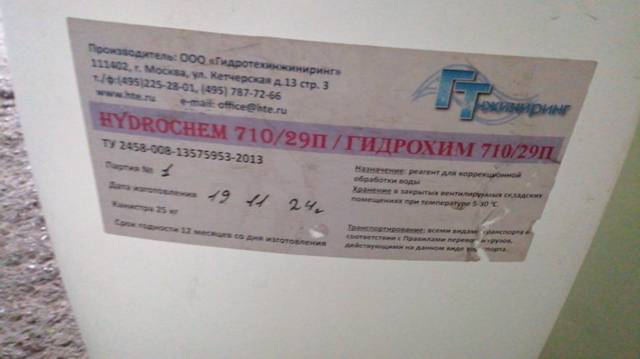 Производитель: ООО «Гидротехинжиниринг»
111402, г. Москва, ул. Кетчерская д.13 стр. 3
т./ф:(495)225-28-01, (495) 787-72-66
www.hte.ru e-mail: office@hte.ru
ГТ
ехжиниринг
HYDROCHEM 710/29П / ГИДРОХИМ 710/29П
ТУ 2458-008-13575953-2013
Партия № 1
Дата изготовления 19 11 24г
Канистра 25 кг
Срок годности 12 месяцев со дня изготовления
Назначение: реагент для коррекционной
обработки воды
Хранение в закрытых вентилируемых складских
помещениях при температуре 5-30 °C.
Транспортирование: всеми видами транспорта в
соответствии с Правилами перевозки грузов,
действующими на данном виде транспорта.